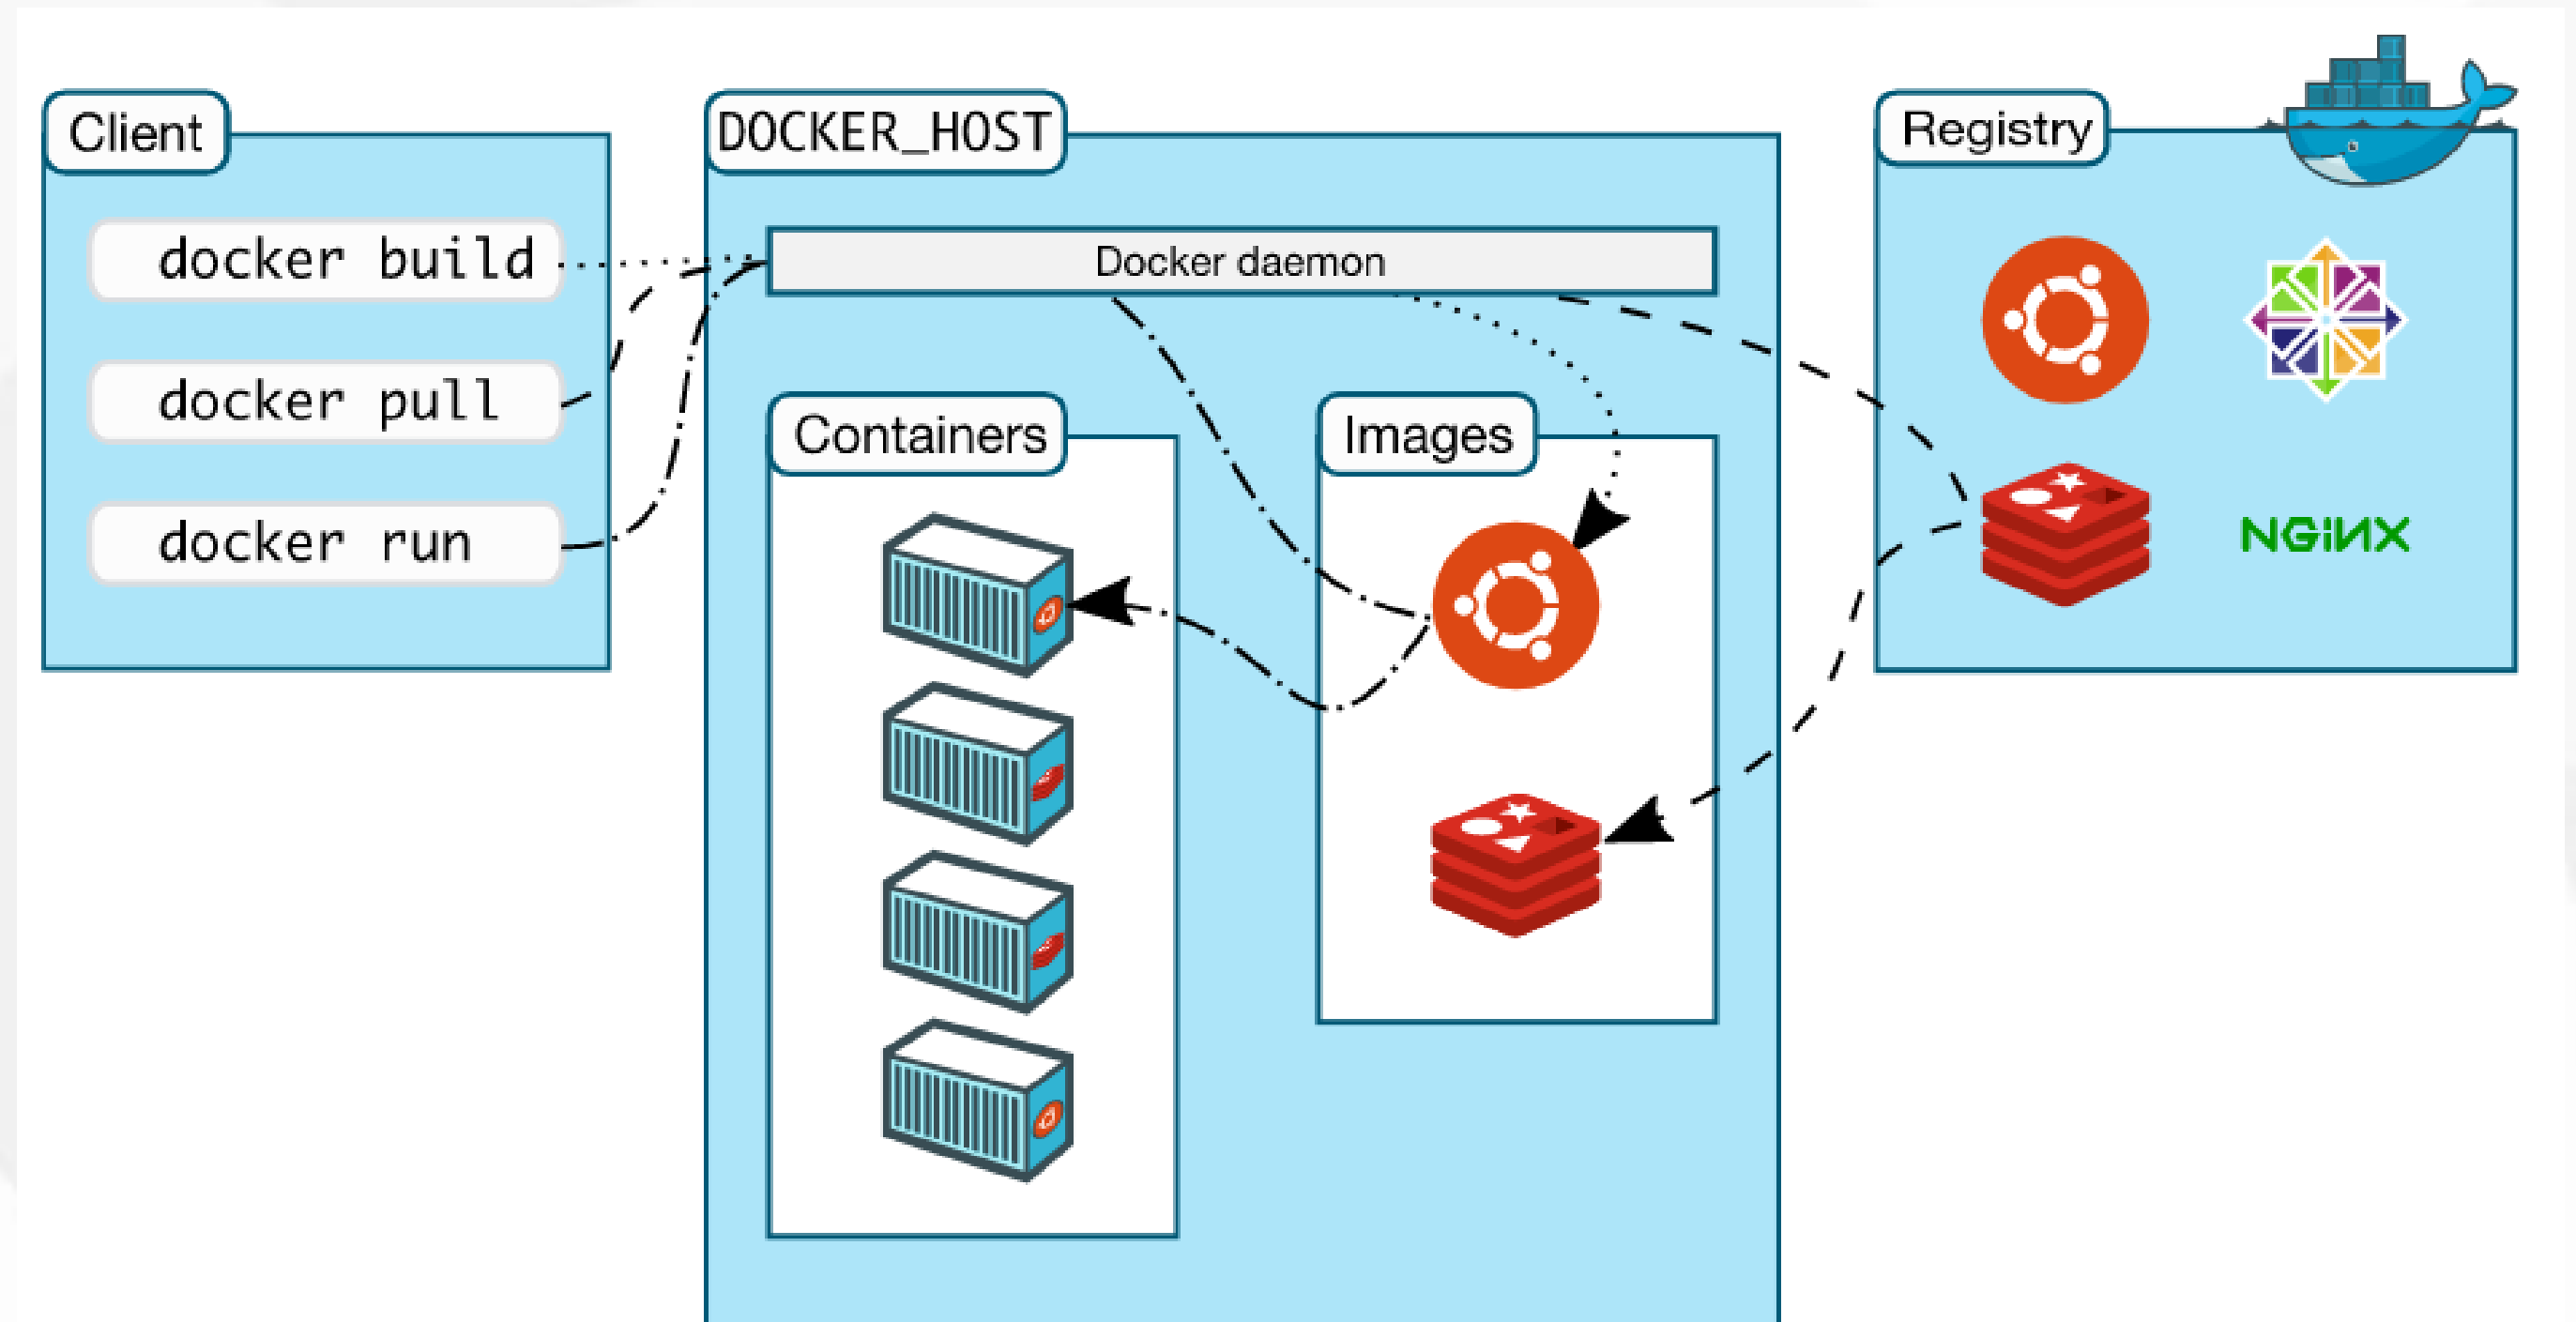 Client
docker build
docker pull
docker run
DOCKER_HOST
Docker daemon
Containers
Images
Registry
NGiNX